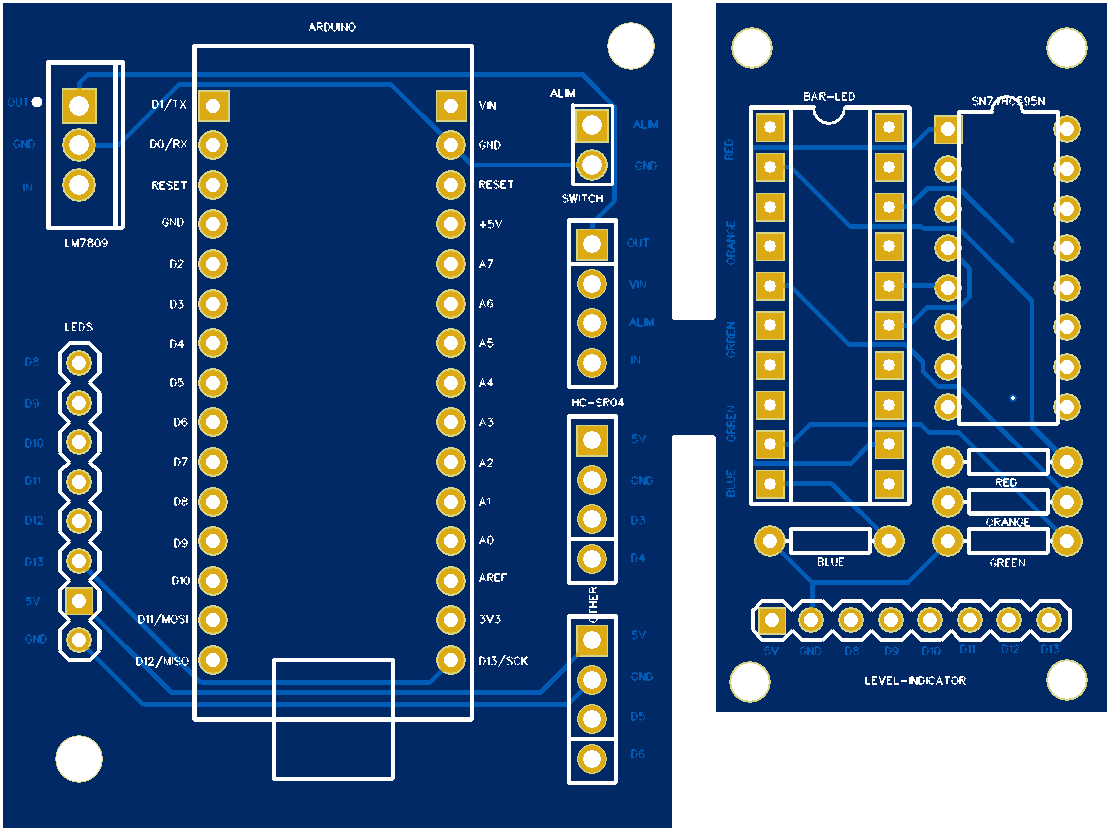 ARDUINO
OUT
GND
IN
LM7809
LEDS
D8
D9
D10
D11
D12
D13
5V
GND
D1/TX
D0/RX
RESET
GND
D2
D3
D4
D5
D6
D7
D8
D9
D10
D11/MOSI
D12/MISO
VIN
GND
RESET
+5V
A7
A6
A5
A4
A3
A2
A1
A0
AREF
3V3
D13/SCK
ALIM
ALIM
GND
SWITCH
OUT
VIN
ALIM
IN
HC-SR04
5V
GND
D3
D4
OTHER
5V
GND
D5
D6
BAR-LED
SN74HC595N
RED
ORANGE
GRREN
GRREN
BLUE
RED
ORANGE
GREEN
BLUE
5V
GND
D8
D9
D10
D11
D12
D13
LEVEL-INDICATOR